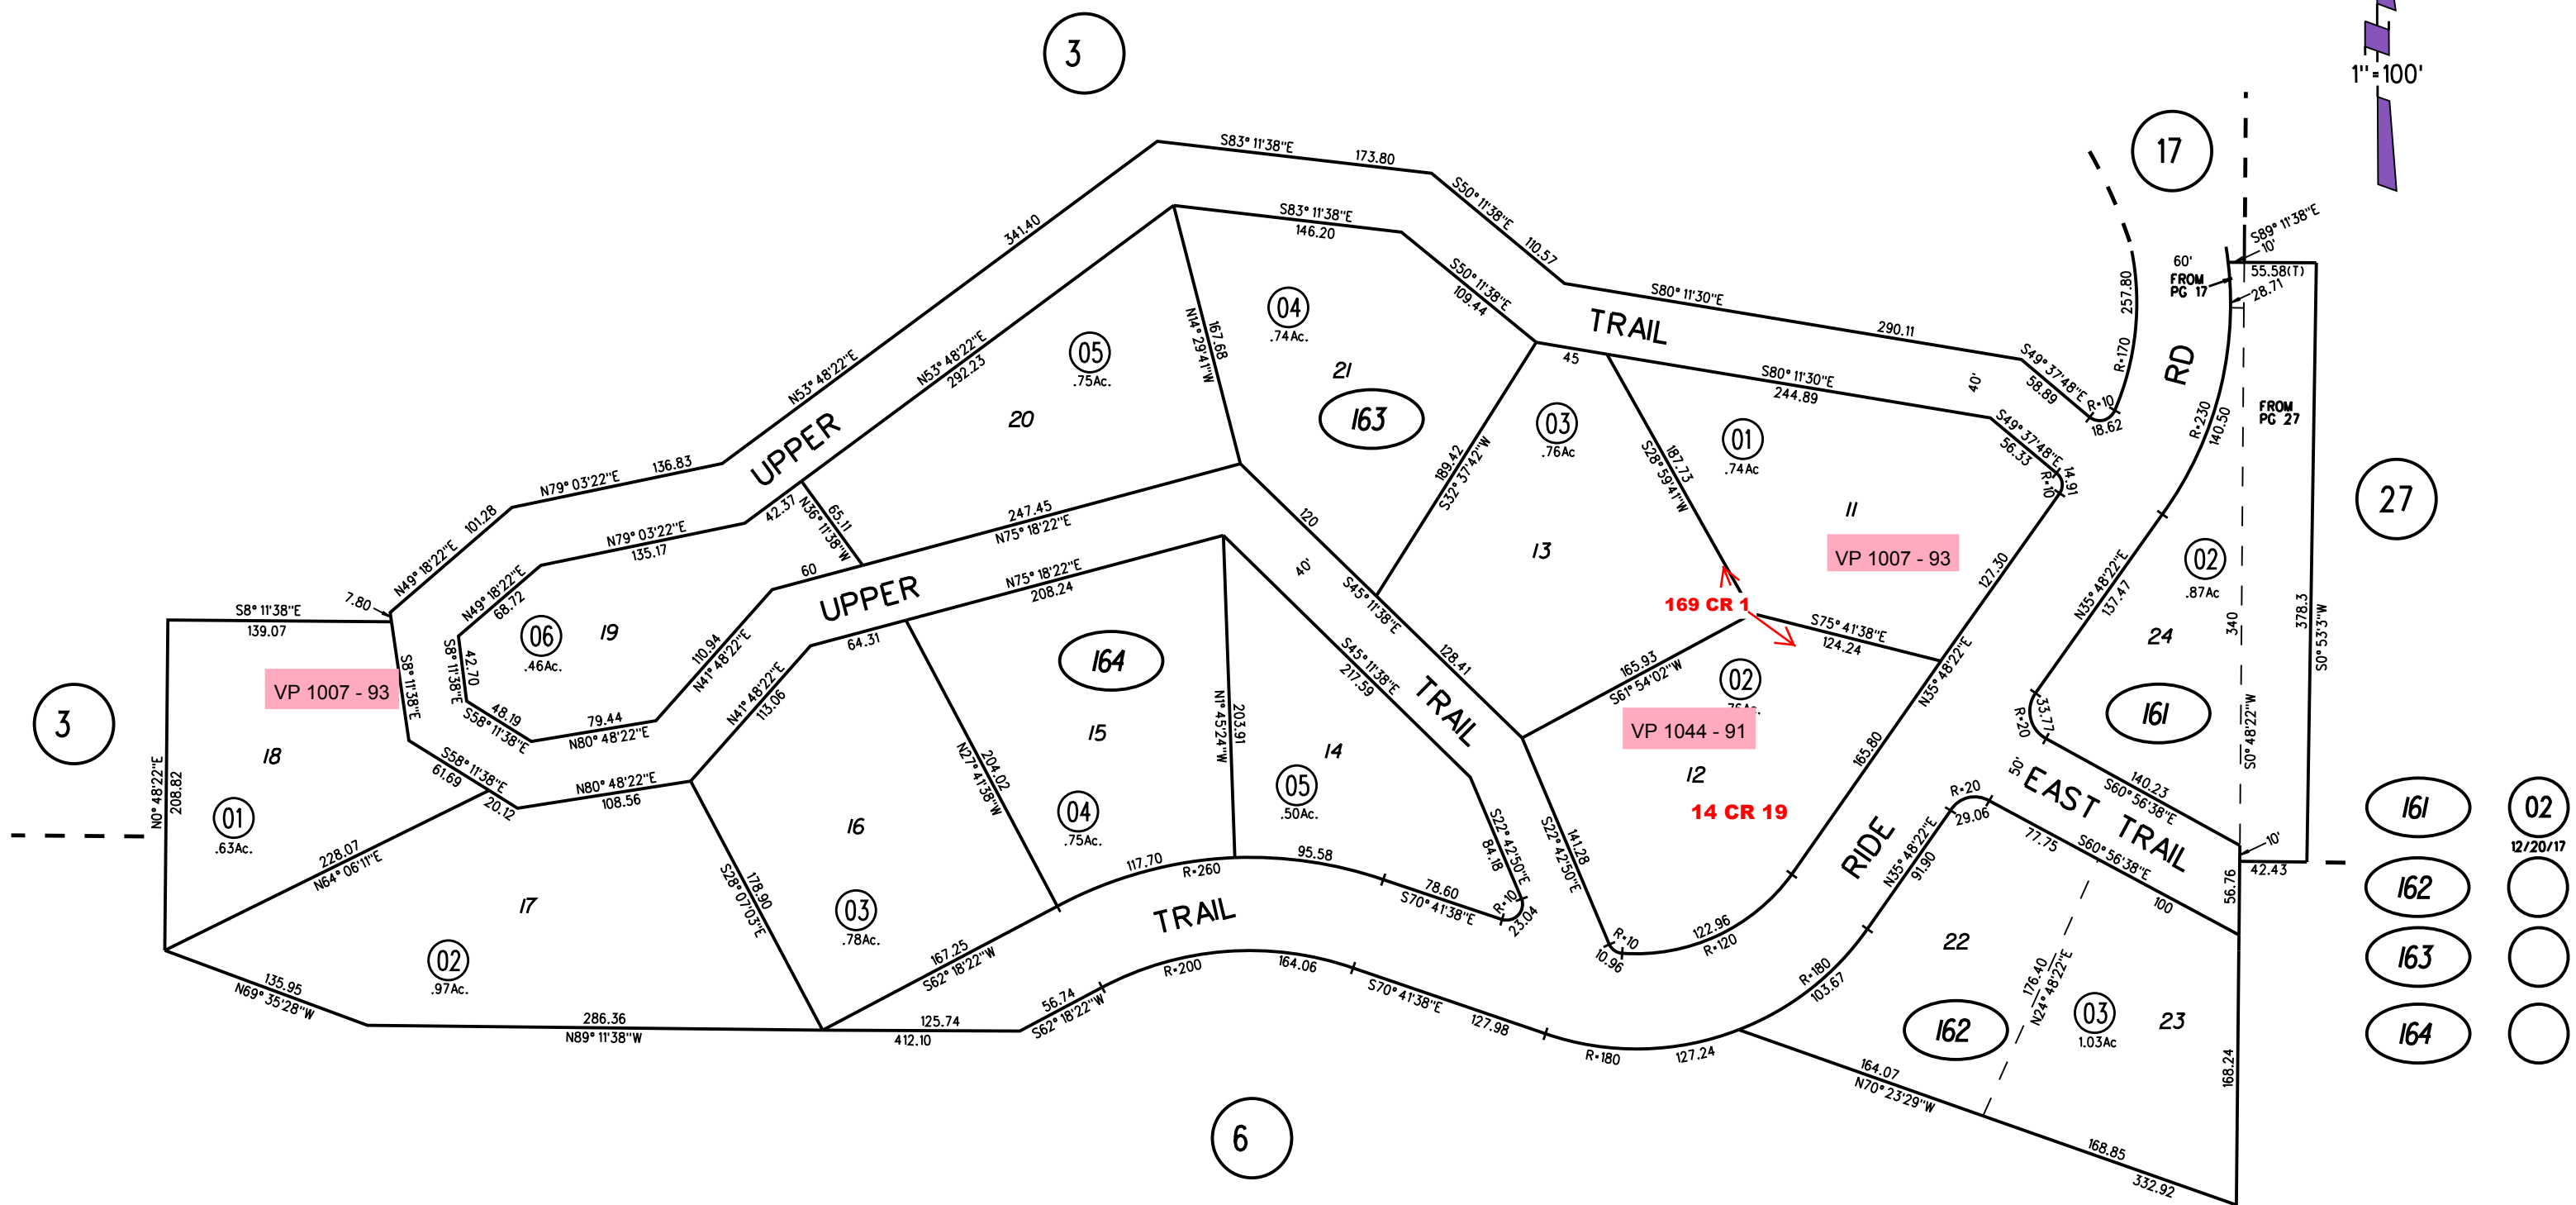 3
1"=100'
17
S83° 11'38"E
173.80
S50° 11'38"E
110.57
341.40
N53° 48'22"E
S83° 11'38"E
146.20
S50° 11'38"E
109.44
S89° 11'38"E
10'
60'
55.58(T)
FROM
PG 17
28.71
257.80
R=170
RD
TRAIL
S80° 11'30"E
290.11
S49° 37'48"E
58.89
R=10
18.62
R=230
140.50
FROM
PG 27
04
.74Ac.
21
163
N14° 29'41"W
167.68
05
.75Ac.
20
N53° 48'22"E
292.23
45
S80° 11'30"E
244.89
40'
S49° 37'48"E
56.33
14.91
R=10
03
.76Ac
01
.74Ac
187.73
S28° 59'41"W
189.42
S32° 37'42"W
11
13
VP 1007 - 93
27
UPPER
N79° 03'22"E
136.83
101.28
N49° 18'22"E
42.37
65.11
N36° 11'38"W
247.45
N75° 18'22"E
120
N79° 03'22"E
135.17
N49° 18'22"E
68.72
7.80
S8° 11'38"E
139.07
06
.46Ac.
19
60
UPPER
N75° 18'22"E
208.24
40'
S45° 11'38"E
128.41
169 CR 1
S75° 41'38"E
124.24
127.30
N35° 48'22"E
N35° 48'22"E
137.47
02
.87Ac
24
340
378.3
S0° 53'3"W
S8° 11'38"E
42.70
S8° 11'38"E
VP 1007 - 93
3
18
110.94
N41° 48'22"E
64.31
164
N41° 48'22"E
113.06
48.19
S58° 11'38"E
79.44
N80° 48'22"E
S45° 11'38"E
217.59
TRAIL
165.93
S61° 54'02"W
02
VP 1044 - 91
12
14 CR 19
165.80
33.77
R=20
161
S0° 48'22"W
N0° 48'22"E
208.82
01
.63Ac.
S58° 11'38"E
61.69
20.12
N80° 48'22"E
108.56
204.02
N27° 41'38"W
15
N1° 45'24"W
203.91
14
05
.50Ac.
04
.75Ac.
16
S22° 42'50"E
84.18
141.28
S22° 42'50"E
50'
EAST TRAIL
140.23
S60° 56'38"E
10'
42.43
161
02
12/20/17
228.07
N64° 06'11"E
17
178.90
S28° 07'03"E
03
.78Ac.
117.70
R=260
95.58
78.60
S70° 41'38"E
R=10
23.04
RIDE
R=20
29.06
N35° 48'22"E
91.90
77.75
S60° 56'38"E
100
56.76
162
TRAIL
R=10
10.96
122.96
R=120
02
.97Ac.
135.95
N69° 35'28"W
286.36
N89° 11'38"W
167.25
S62° 18'22"W
125.74
412.10
56.74
S62° 18'22"W
R=200
164.06
S70° 41'38"E
127.98
R=180
127.24
R=180
103.67
22
176.40
N24° 48'22"E
162
03
1.03Ac
23
163
164
164.07
N70° 23'29"W
168.24
168.85
332.92
6